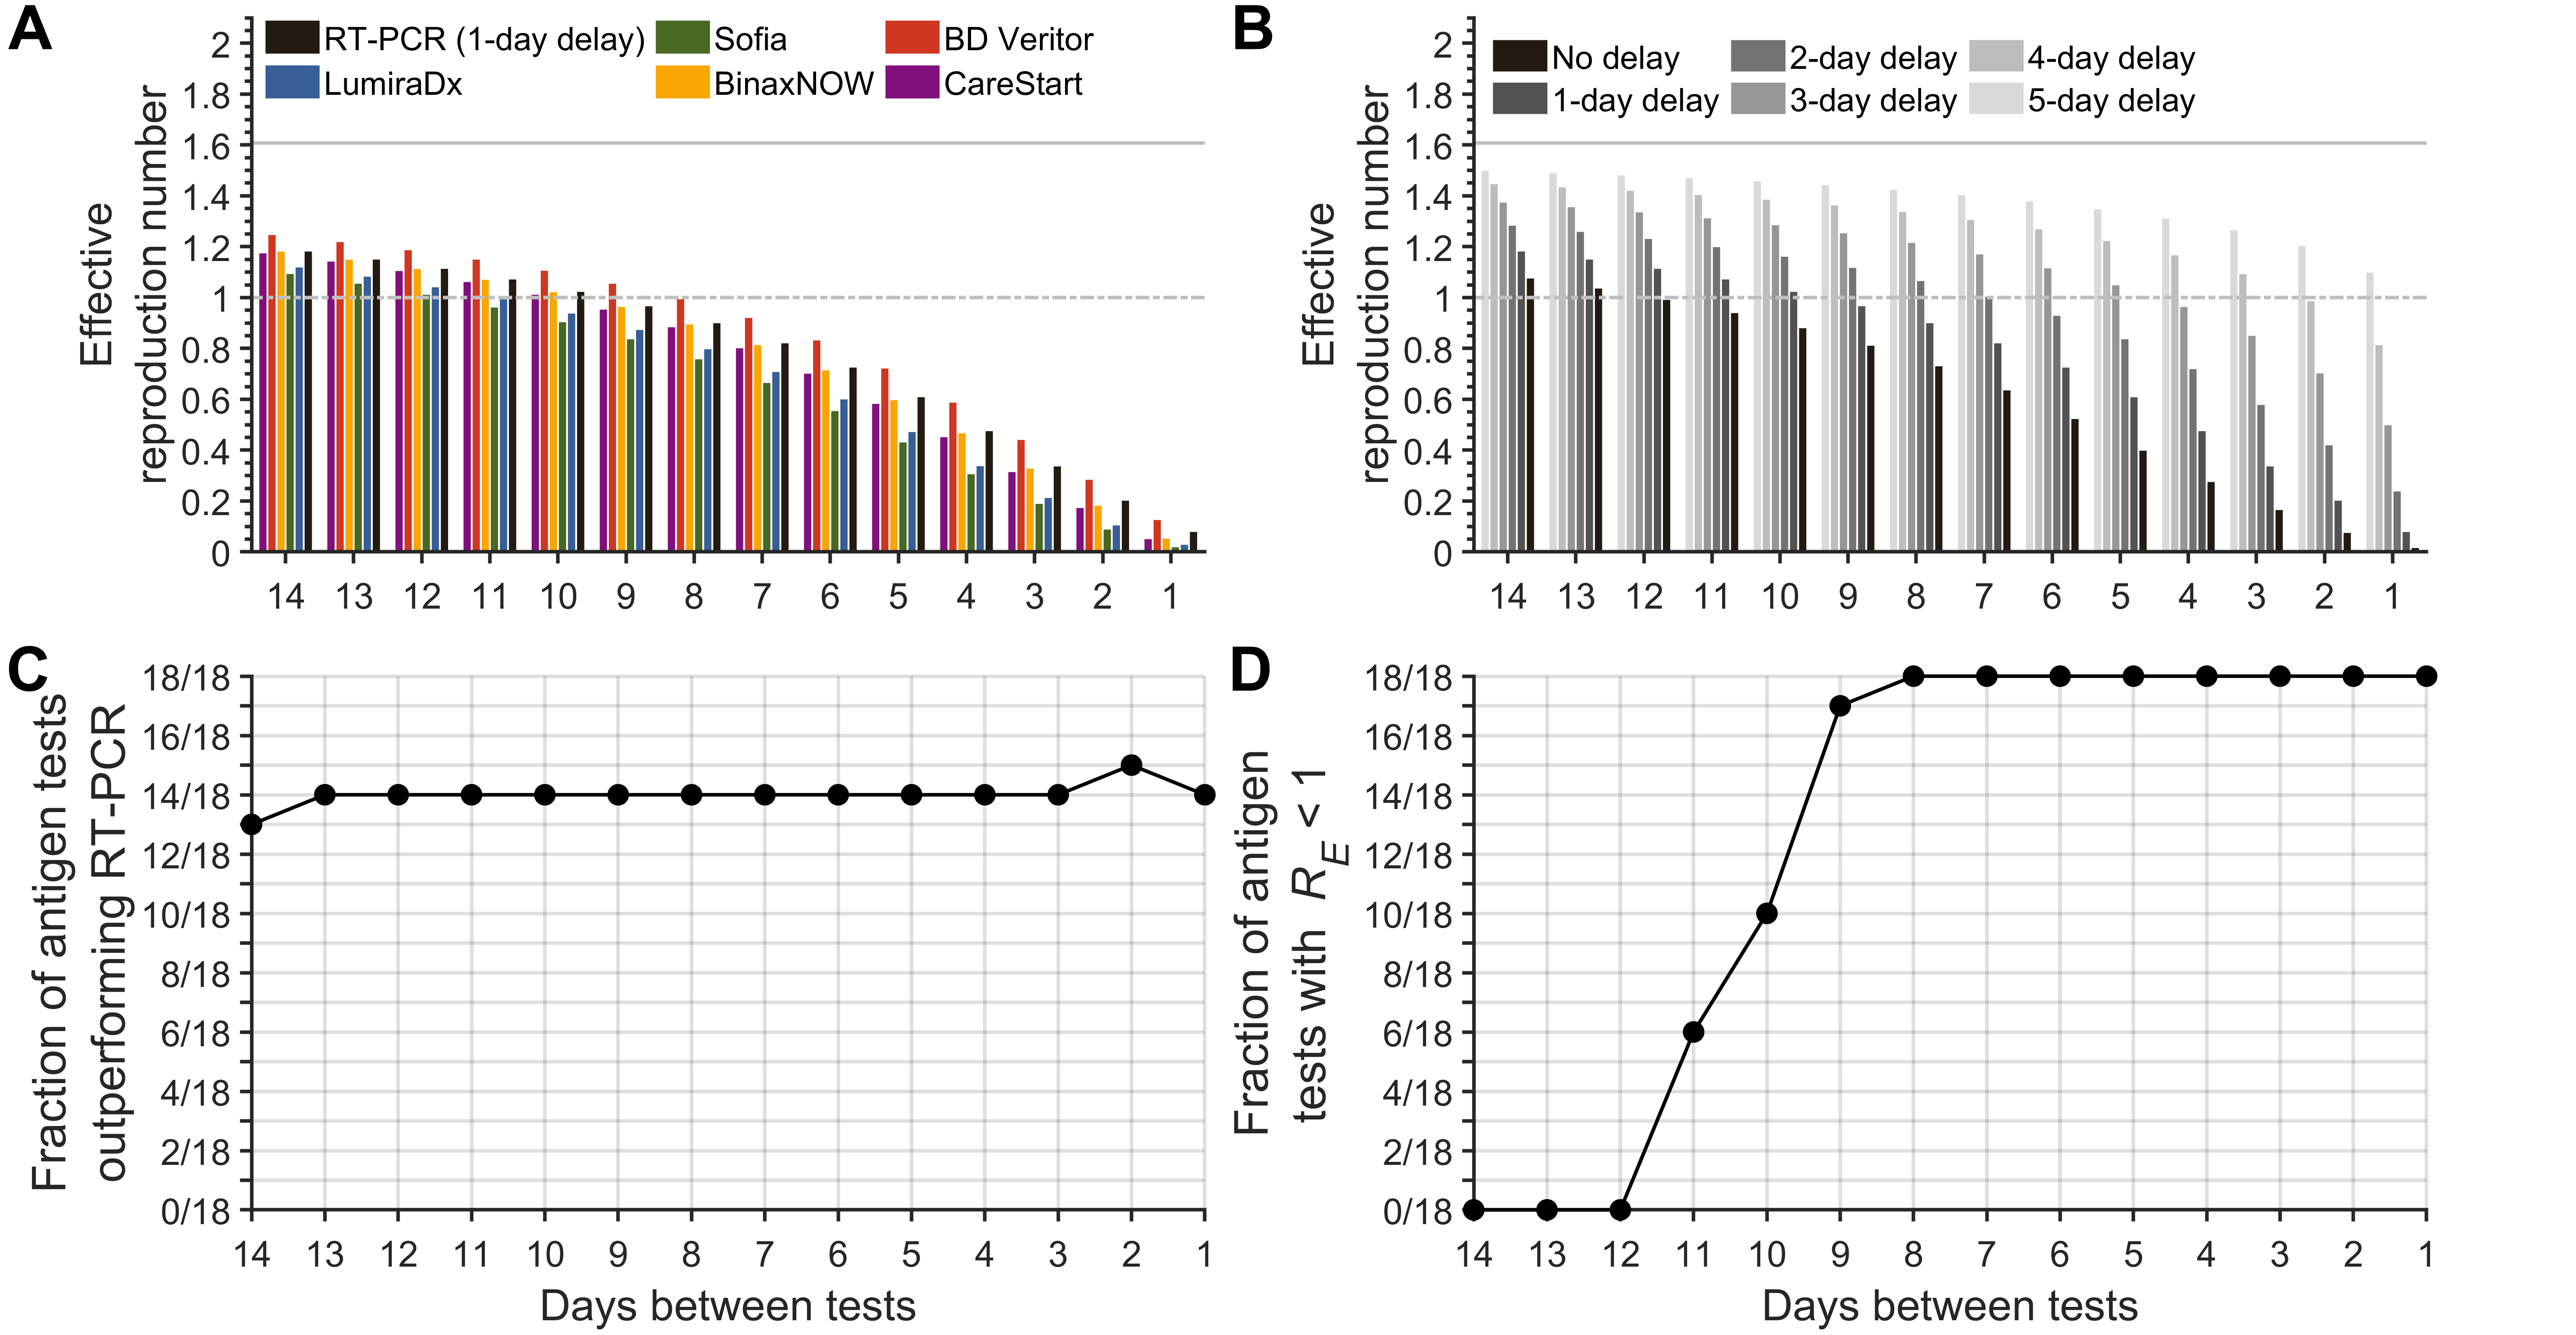 A
RT-PCR (1-day delay)
Sofia
BD Veritor
LumiraDx
BinaxNOW
CareStart
Effective
reproduction number
2
1.8
1.6
1.4
1.2
1
0.8
0.6
0.4
0.2
0
14 13 12 11 10 9 8 7 6 5 4 3 2 1
B
No delay
2-day delay
4-day delay
1-day delay
3-day delay
5-day delay
Effective
reproduction number
2
1.8
1.6
1.4
1.2
1
0.8
0.6
0.4
0.2
0
14 13 12 11 10 9 8 7 6 5 4 3 2 1
C
Fraction of antigen tests
outperforming RT-PCR
18/18
16/18
14/18
12/18
10/18
8/18
6/18
4/18
2/18
0/18
14 13 12 11 10 9 8 7 6 5 4 3 2 1
Days between tests
D
Fraction of antigen
tests with R_E < 1
18/18
16/18
14/18
12/18
10/18
8/18
6/18
4/18
2/18
0/18
14 13 12 11 10 9 8 7 6 5 4 3 2 1
Days between tests